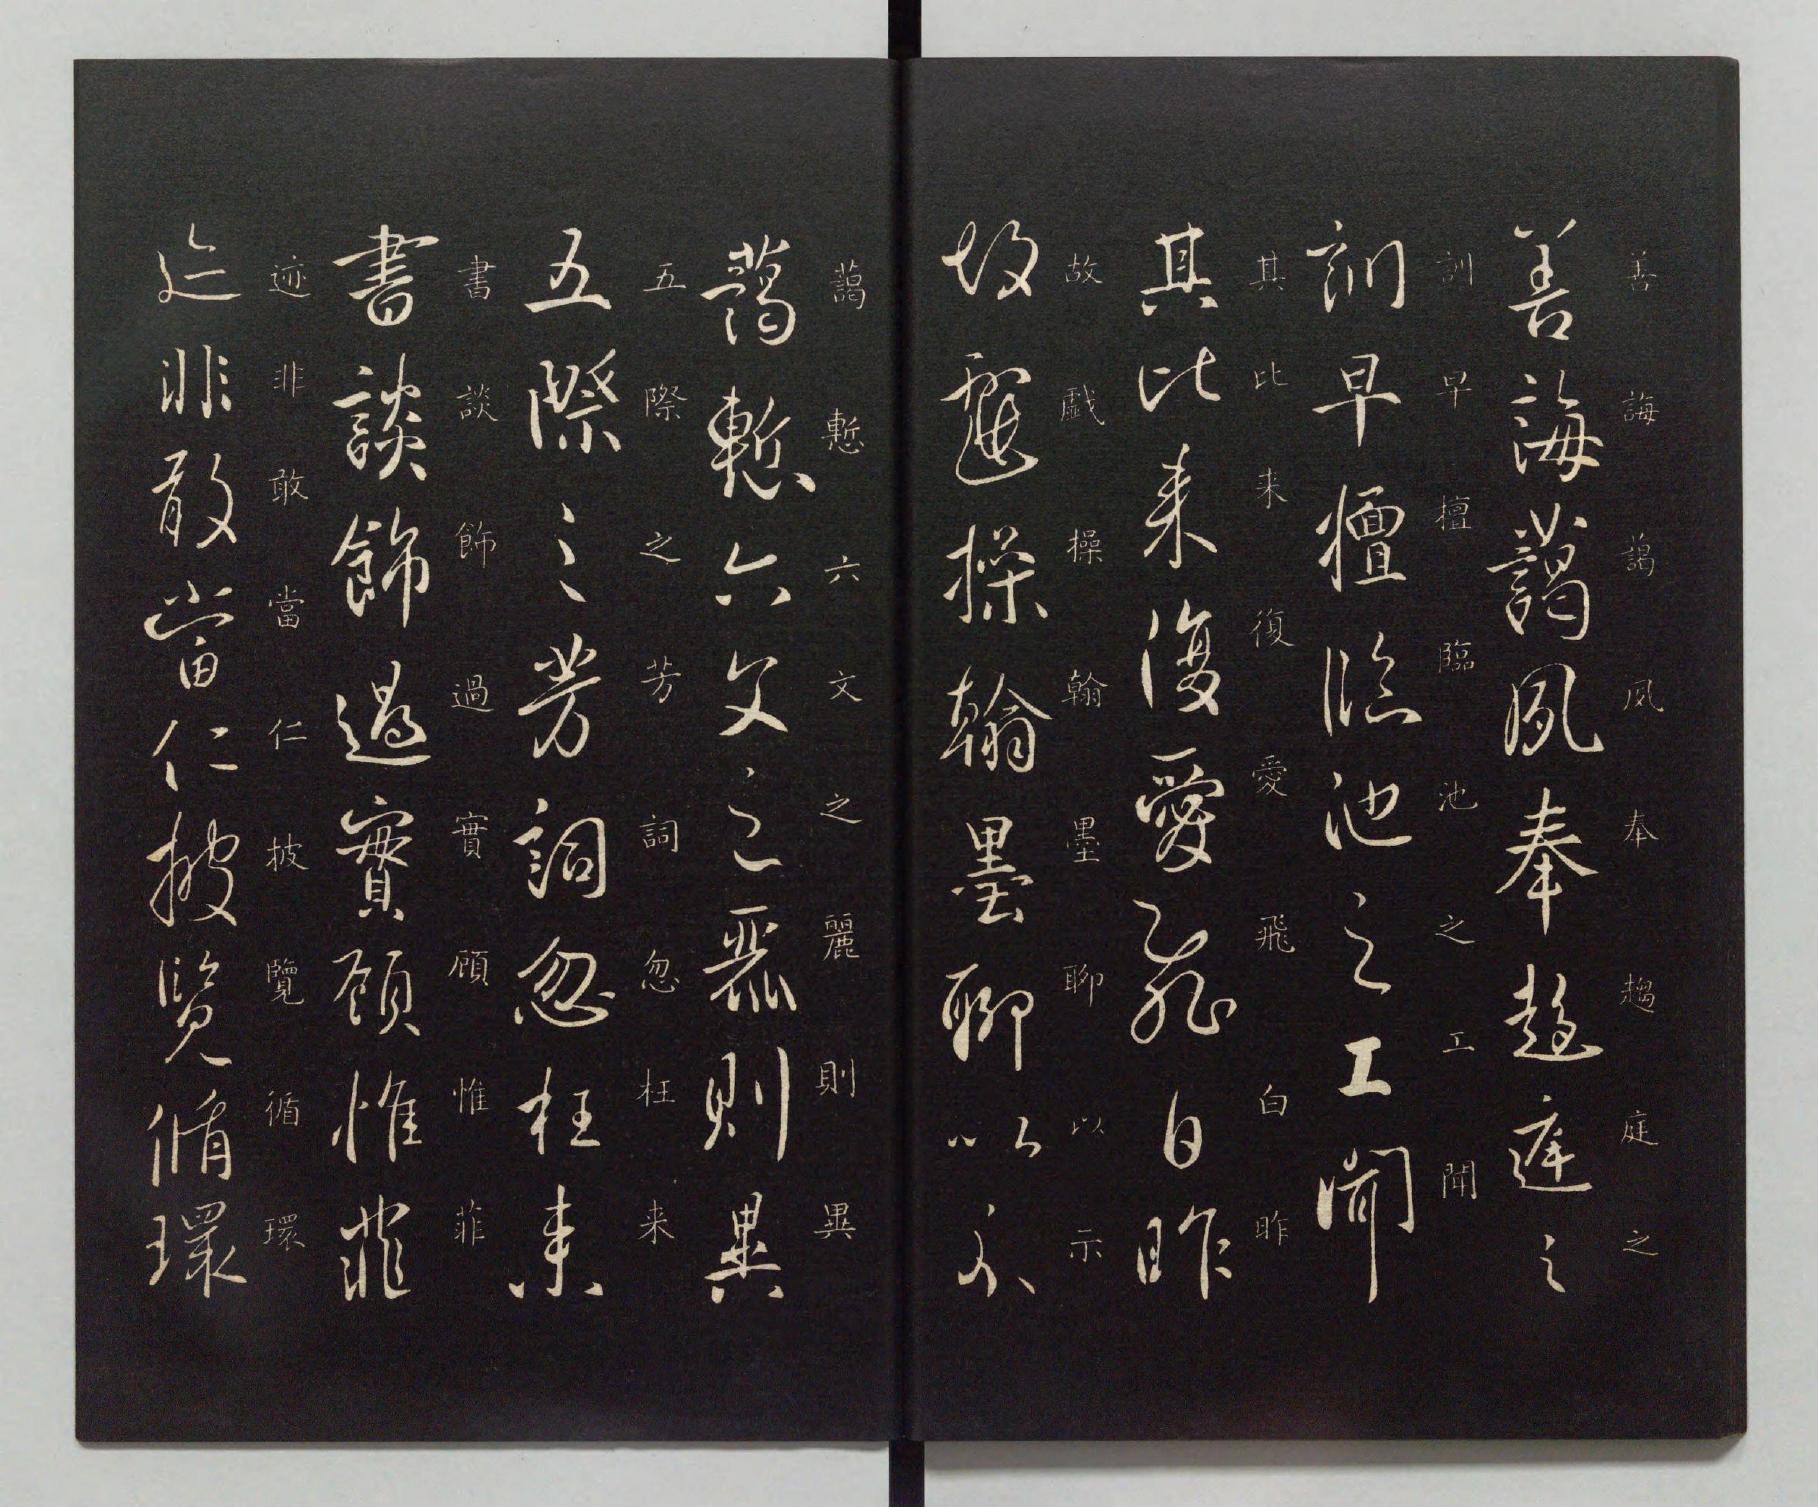 善誨藹夙奉趨庭之
善誨藹夙奉趨庭之
訓早擅臨池之工聞
訓早擅臨池之工聞
其比来復愛飛白昨
其比来復愛飛白昨
故戲操翰墨聊以示
故戲操翰墨聊以示
藹慙六文之麗則異
藹慙六文之麗則異
五際之芳詞忽枉来
五際之芳詞忽枉来
書談飾過實顧惟菲
書談飾過實顧惟菲
迹非敢當仁披覽循環
迹非敢當仁披覽循環